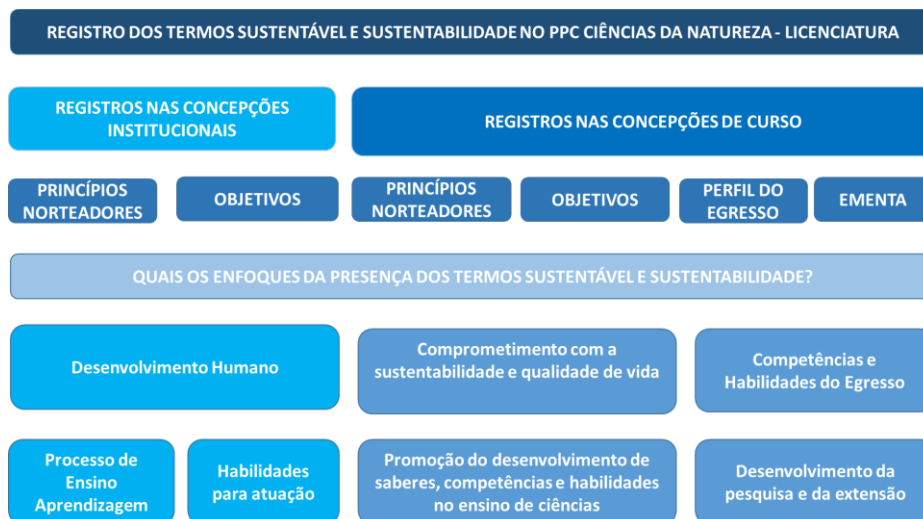 REGISTRO DOS TERMOS SUSTENTÁVEL E SUSTENTABILIDADE NO PPC CIÊNCIAS DA NATUREZA - LICENCIATURA
REGISTROS NAS CONCEPÇÕES
INSTITUCIONAIS
REGISTROS NAS CONCEPÇÕES DE CURSO
PRINCÍPIOS
NORTEADORES
OBJETIVOS
PRINCÍPIOS
NORTEADORES
OBJETIVOS
PERFIL DO
EGRESSO
EMENTA
QUAIS OS ENFOQUES DA PRESENÇA DOS TERMOS SUSTENTÁVEL E SUSTENTABILIDADE?
Desenvolvimento Humano
Comprometimento com a
sustentabilidade e qualidade de vida
Competências e
Habilidades do Egresso
Processo de
Ensino
Aprendizagem
Habilidades
para atuação
Promoção do desenvolvimento de
saberes, competências e habilidades
no ensino de ciências
Desenvolvimento da
pesquisa e da extensão